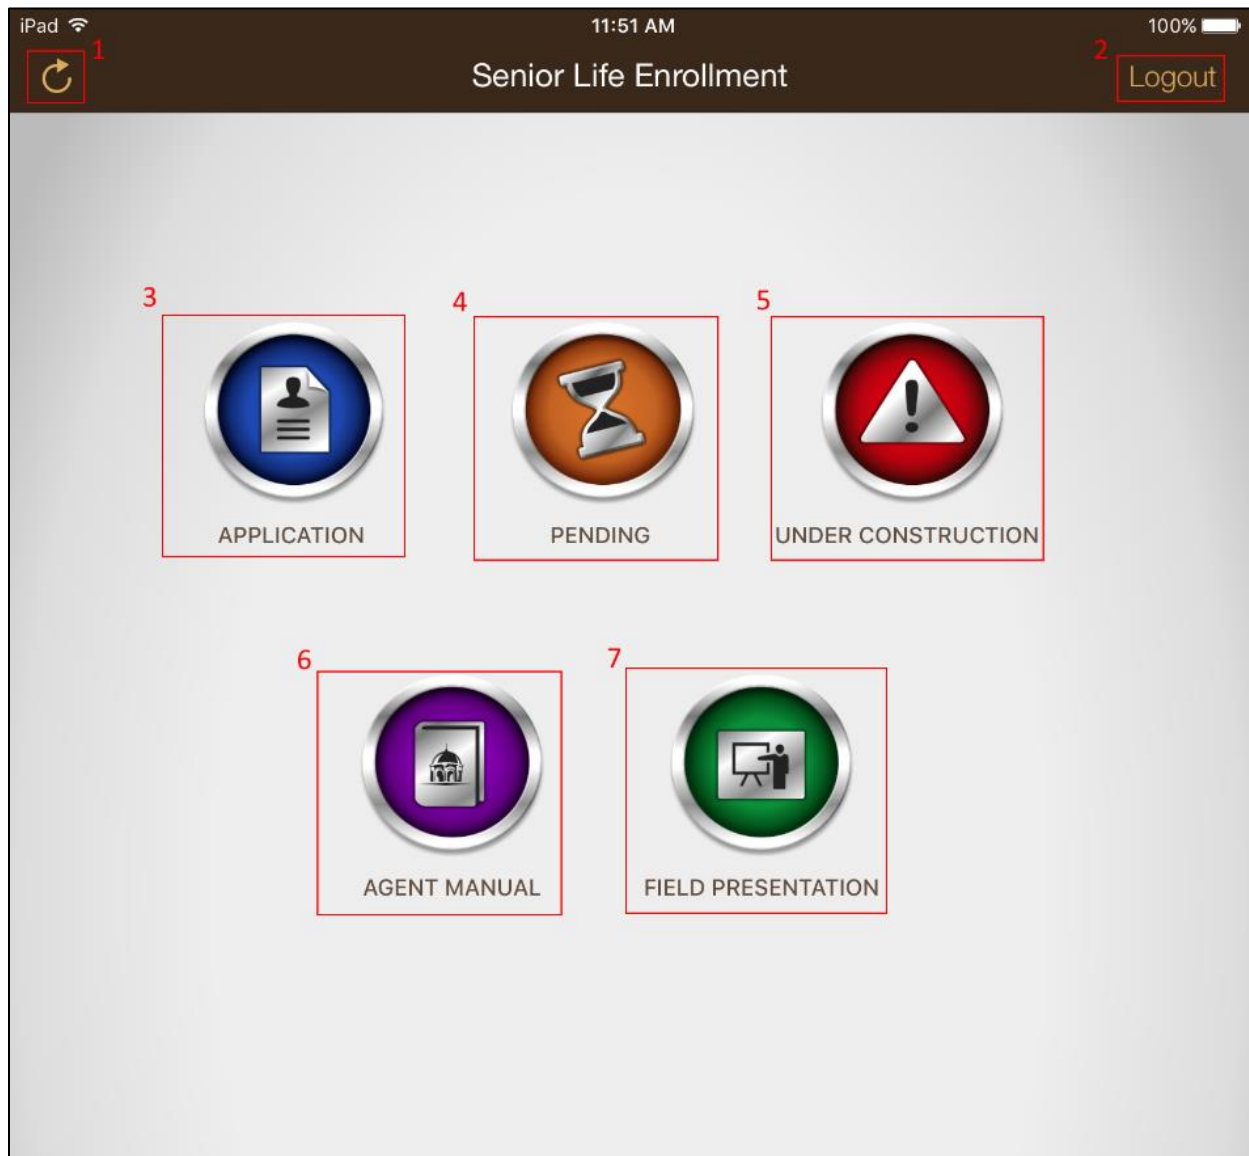 iPad 11:51 AM 100%
1 2
Senior Life Enrollment Logout
3 4 5
APPLICATION PENDING UNDER CONSTRUCTION
6 7
AGENT MANUAL FIELD PRESENTATION